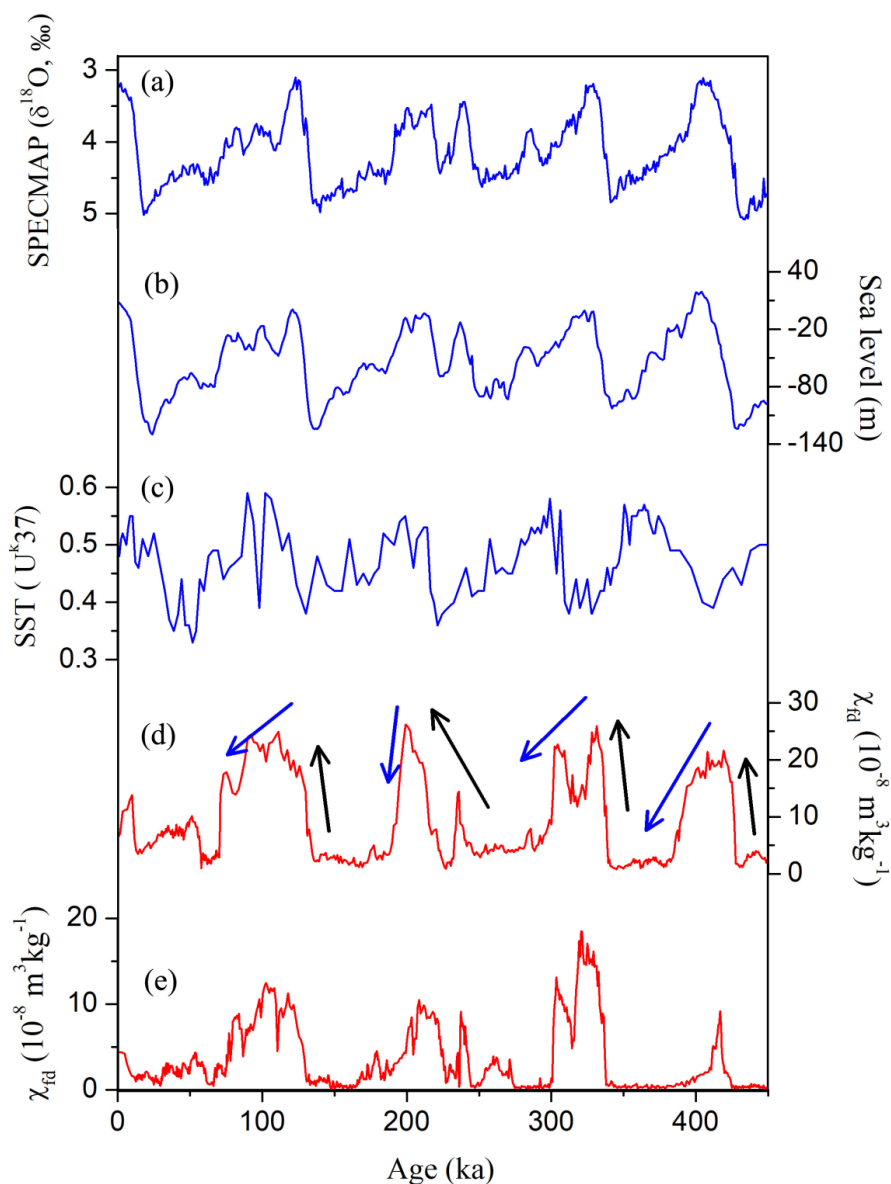 (a)
SPECMAP (δ¹⁸O, ‰)
3
4
5
(b)
Sea level (m)
40
-20
-80
-140
(c)
SST ( Uᵏ37)
0.6
0.5
0.4
0.3
(d)
χfd (10⁻⁸ m³kg⁻¹)
30
20
10
0
(e)
χfd (10⁻⁸ m³kg⁻¹)
20
10
0
0 100 200 300 400
Age (ka)